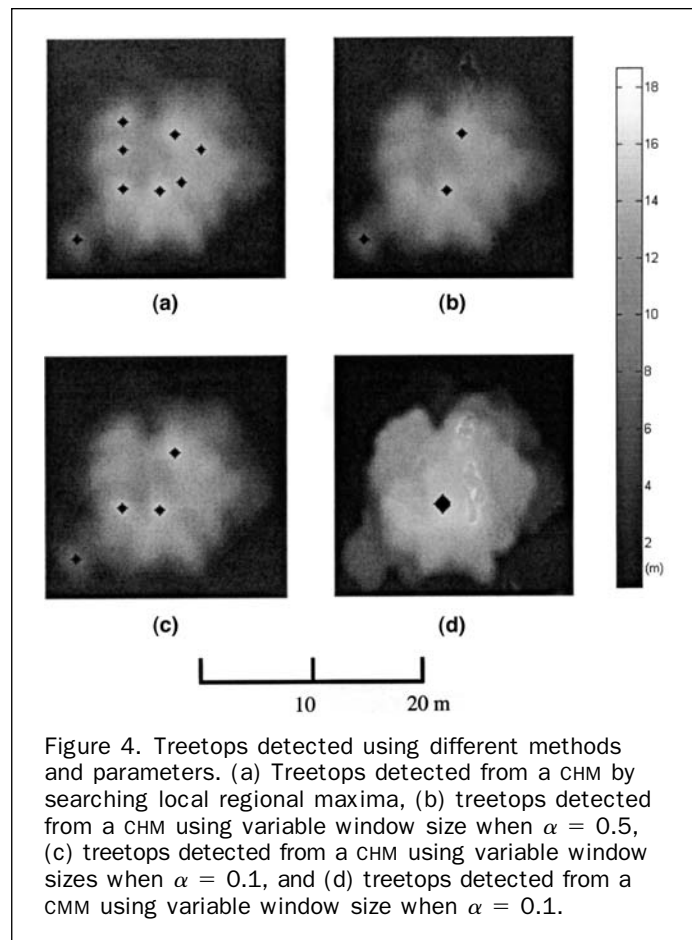 18
16
14
12
10
8
6
4
2
(m)
(a)
(b)
(c)
(d)
10
20 m
Figure 4. Treetops detected using different methods
and parameters. (a) Treetops detected from a CHM by
searching local regional maxima, (b) treetops detected
from a CHM using variable window size when α = 0.5,
(c) treetops detected from a CHM using variable window
sizes when α = 0.1, and (d) treetops detected from a
CMM using variable window size when α = 0.1.